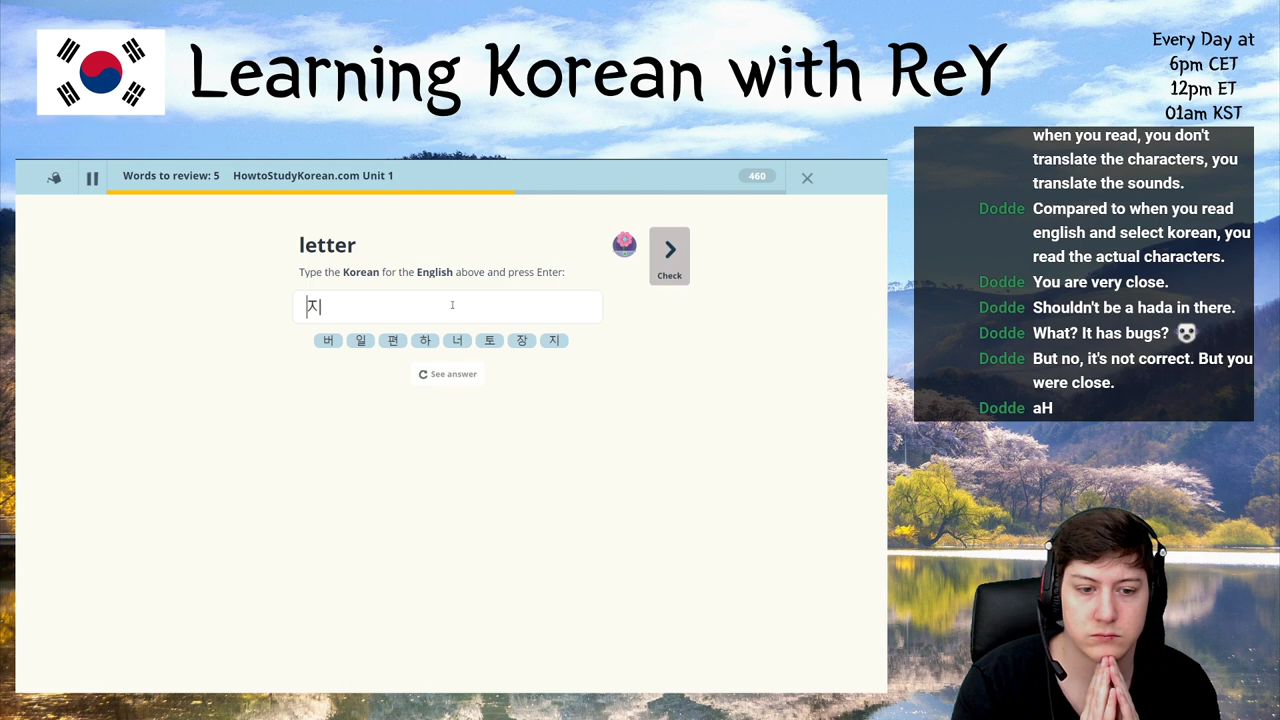 Learning Korean with ReY
Every Day at
6pm CET
12pm ET
01am KST
Words to review: 5 HowtoStudyKorean.com Unit 1
460
letter
Type the Korean for the English above and press Enter:
Check
지
버 일 편 하 너 토 장 지
See answer
when you read, you don't
translate the characters, you
translate the sounds.
Dodde Compared to when you read
english and select korean, you
read the actual characters.
Dodde You are very close.
Dodde Shouldn't be a hada in there.
Dodde What? It has bugs?
Dodde But no, it's not correct. But you
were close.
Dodde aH